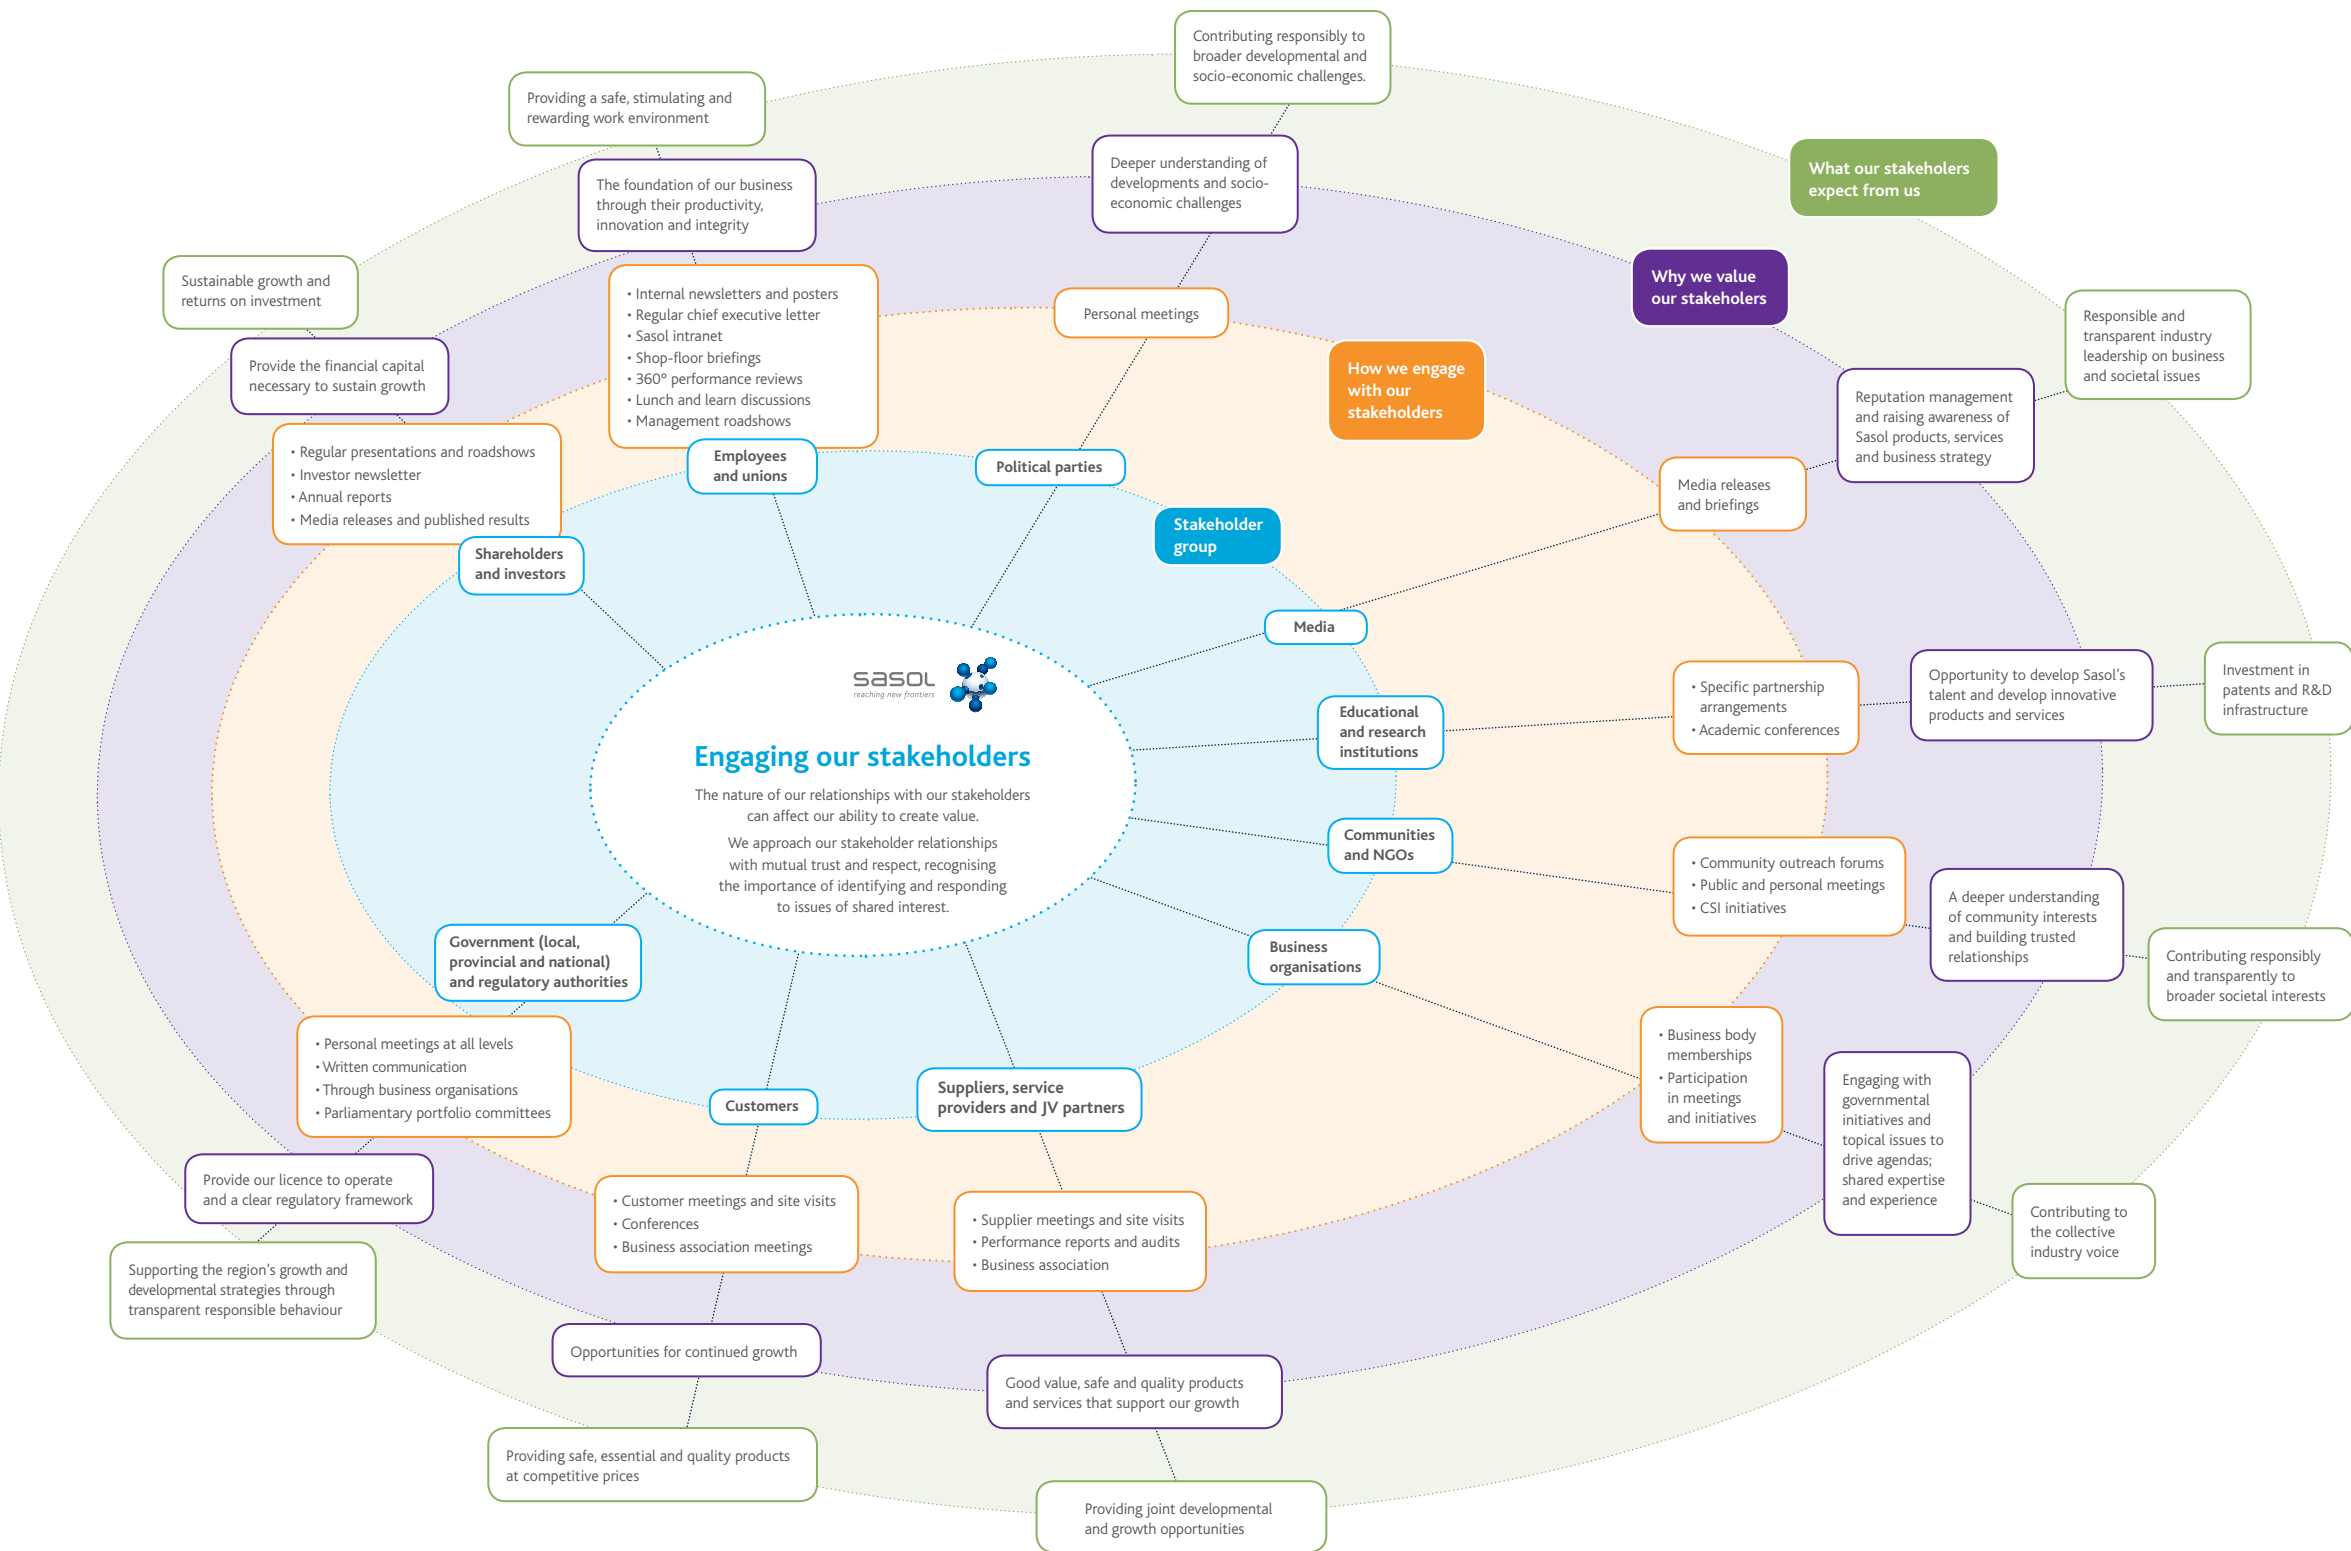 Contributing responsibly to
broader developmental and
socio-economic challenges.
Providing a safe, stimulating and
rewarding work environment
What our stakeholers
expect from us
Deeper understanding of
developments and socio-
economic challenges
The foundation of our business
through their productivity,
innovation and integrity
Why we value
our stakeholers
Sustainable growth and
returns on investment
• Internal newsletters and posters
• Regular chief executive letter
• Sasol intranet
• Shop-floor briefings
• 360° performance reviews
• Lunch and learn discussions
• Management roadshows
Personal meetings
Responsible and
transparent industry
leadership on business
and societal issues
Provide the financial capital
necessary to sustain growth
How we engage
with our
stakeholders
Reputation management
and raising awareness of
Sasol products, services
and business strategy
• Regular presentations and roadshows
• Investor newsletter
• Annual reports
• Media releases and published results
Employees
and unions
Political parties
Media releases
and briefings
Stakeholder
group
Shareholders
and investors
Media
sasol
reaching new frontiers
Educational
and research
institutions
• Specific partnership
arrangements
• Academic conferences
Opportunity to develop Sasol's
talent and develop innovative
products and services
Investment in
patents and R&D
infrastructure
Engaging our stakeholders
The nature of our relationships with our stakeholders
can affect our ability to create value.
We approach our stakeholder relationships
with mutual trust and respect, recognising
the importance of identifying and responding
to issues of shared interest.
Communities
and NGOs
• Community outreach forums
• Public and personal meetings
• CSI initiatives
A deeper understanding
of community interests
and building trusted
relationships
Contributing responsibly
and transparently to
broader societal interests
Government (local,
provincial and national)
and regulatory authorities
Business
organisations
• Personal meetings at all levels
• Written communication
• Through business organisations
• Parliamentary portfolio committees
• Business body
memberships
• Participation
in meetings
and initiatives
Engaging with
governmental
initiatives and
topical issues to
drive agendas;
shared expertise
and experience
Customers
Suppliers, service
providers and JV partners
Provide our licence to operate
and a clear regulatory framework
• Customer meetings and site visits
• Conferences
• Business association meetings
• Supplier meetings and site visits
• Performance reports and audits
• Business association
Contributing to
the collective
industry voice
Supporting the region's growth and
developmental strategies through
transparent responsible behaviour
Opportunities for continued growth
Good value, safe and quality products
and services that support our growth
Providing safe, essential and quality products
at competitive prices
Providing joint developmental
and growth opportunities